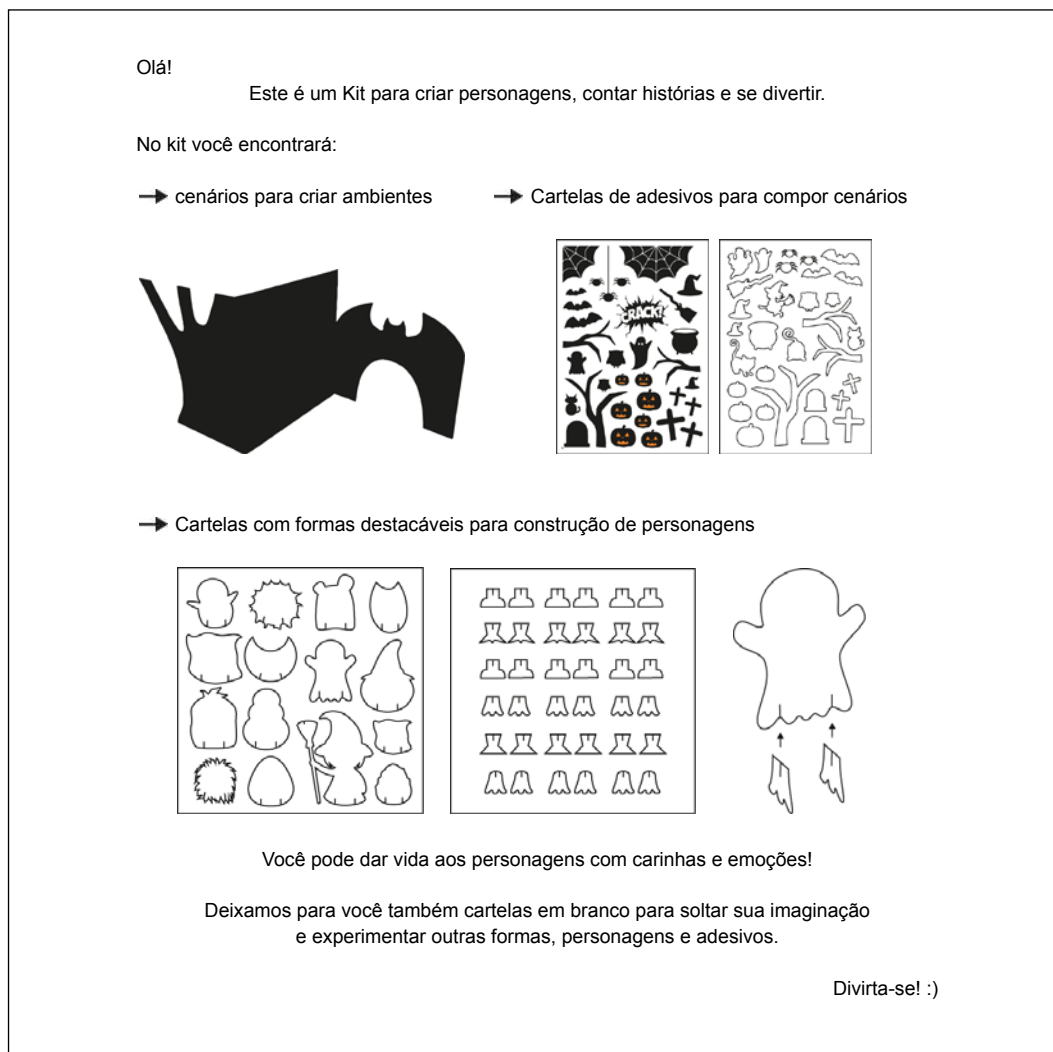 Olá!
Este é um Kit para criar personagens, contar histórias e se divertir.
No kit você encontrará:
cenários para criar ambientes
Cartelas de adesivos para compor cenários
CRACK!
Cartelas com formas destacáveis para construção de personagens
Você pode dar vida aos personagens com carinhas e emoções!
Deixamos para você também cartelas em branco para soltar sua imaginação
e experimentar outras formas, personagens e adesivos.
Divirta-se! :)